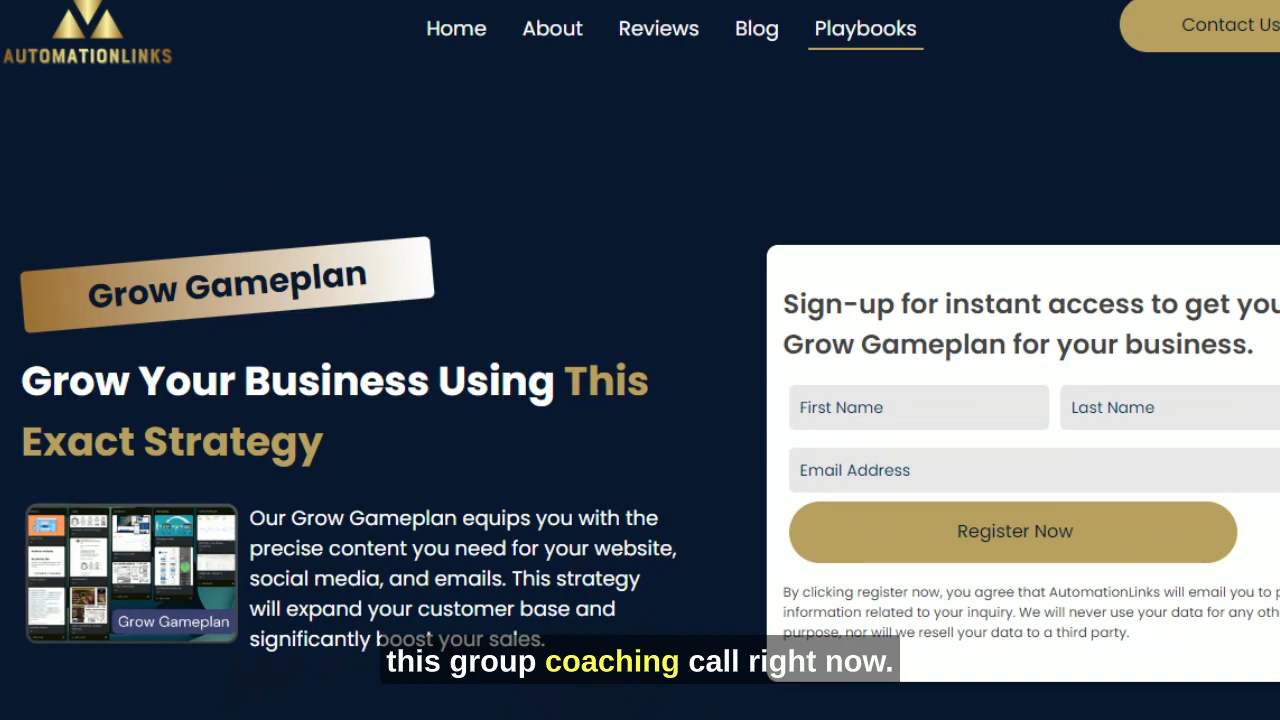 AUTOMATIONLINKS
Home About Reviews Blog Playbooks
Contact Us
Grow Gameplan
Grow Your Business Using This
Exact Strategy
Our Grow Gameplan equips you with the
precise content you need for your website,
social media, and emails. This strategy
will expand your customer base and
significantly boost your sales.
Grow Gameplan
Sign-up for instant access to get you
Grow Gameplan for your business.
First Name Last Name
Email Address
Register Now
By clicking register now, you agree that AutomationLinks will email you to p
information related to your inquiry. We will never use your data for any oth
purpose, nor will we resell your data to a third party.
this group coaching call right now.